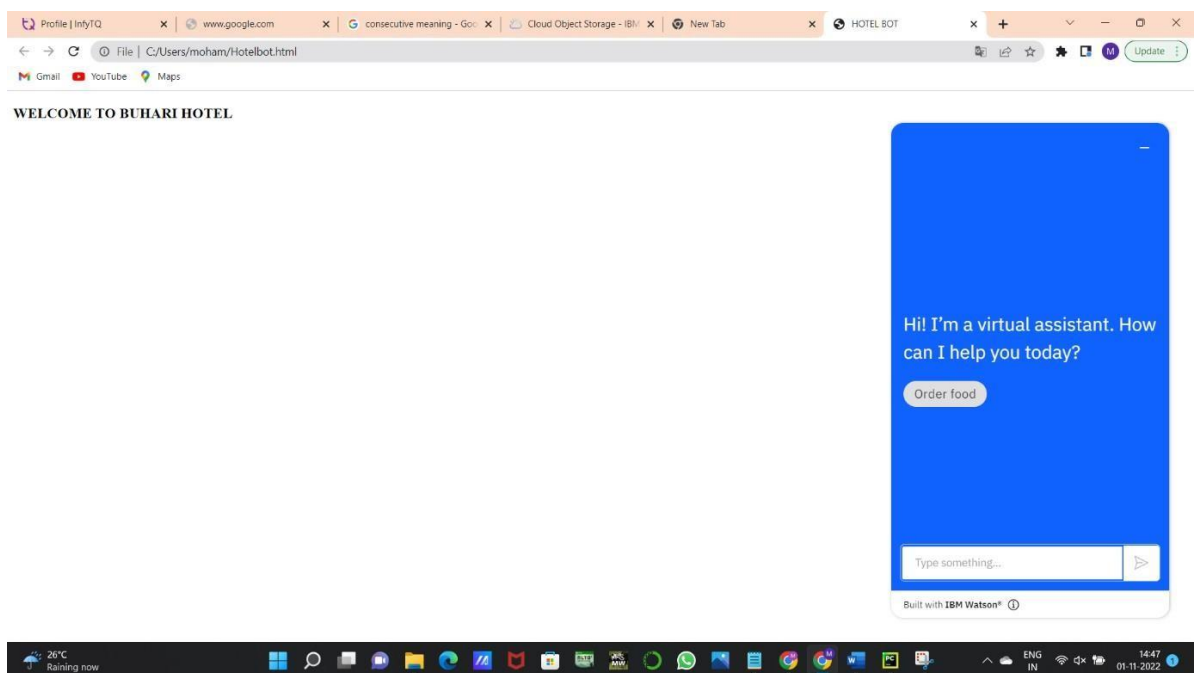 Profile | InfyTQ
www.google.com
G consecutive meaning - Goo
Cloud Object Storage - IBM
New Tab
HOTEL BOT
File | C:/Users/moham/Hotelbot.html
M
Update
Gmail
YouTube
Maps
WELCOME TO BUHARI HOTEL
Hi! I'm a virtual assistant. How
can I help you today?
Order food
Type something...
Built with IBM Watson®
26°C
Raining now
ENG
IN
14:47
01-11-2022
1